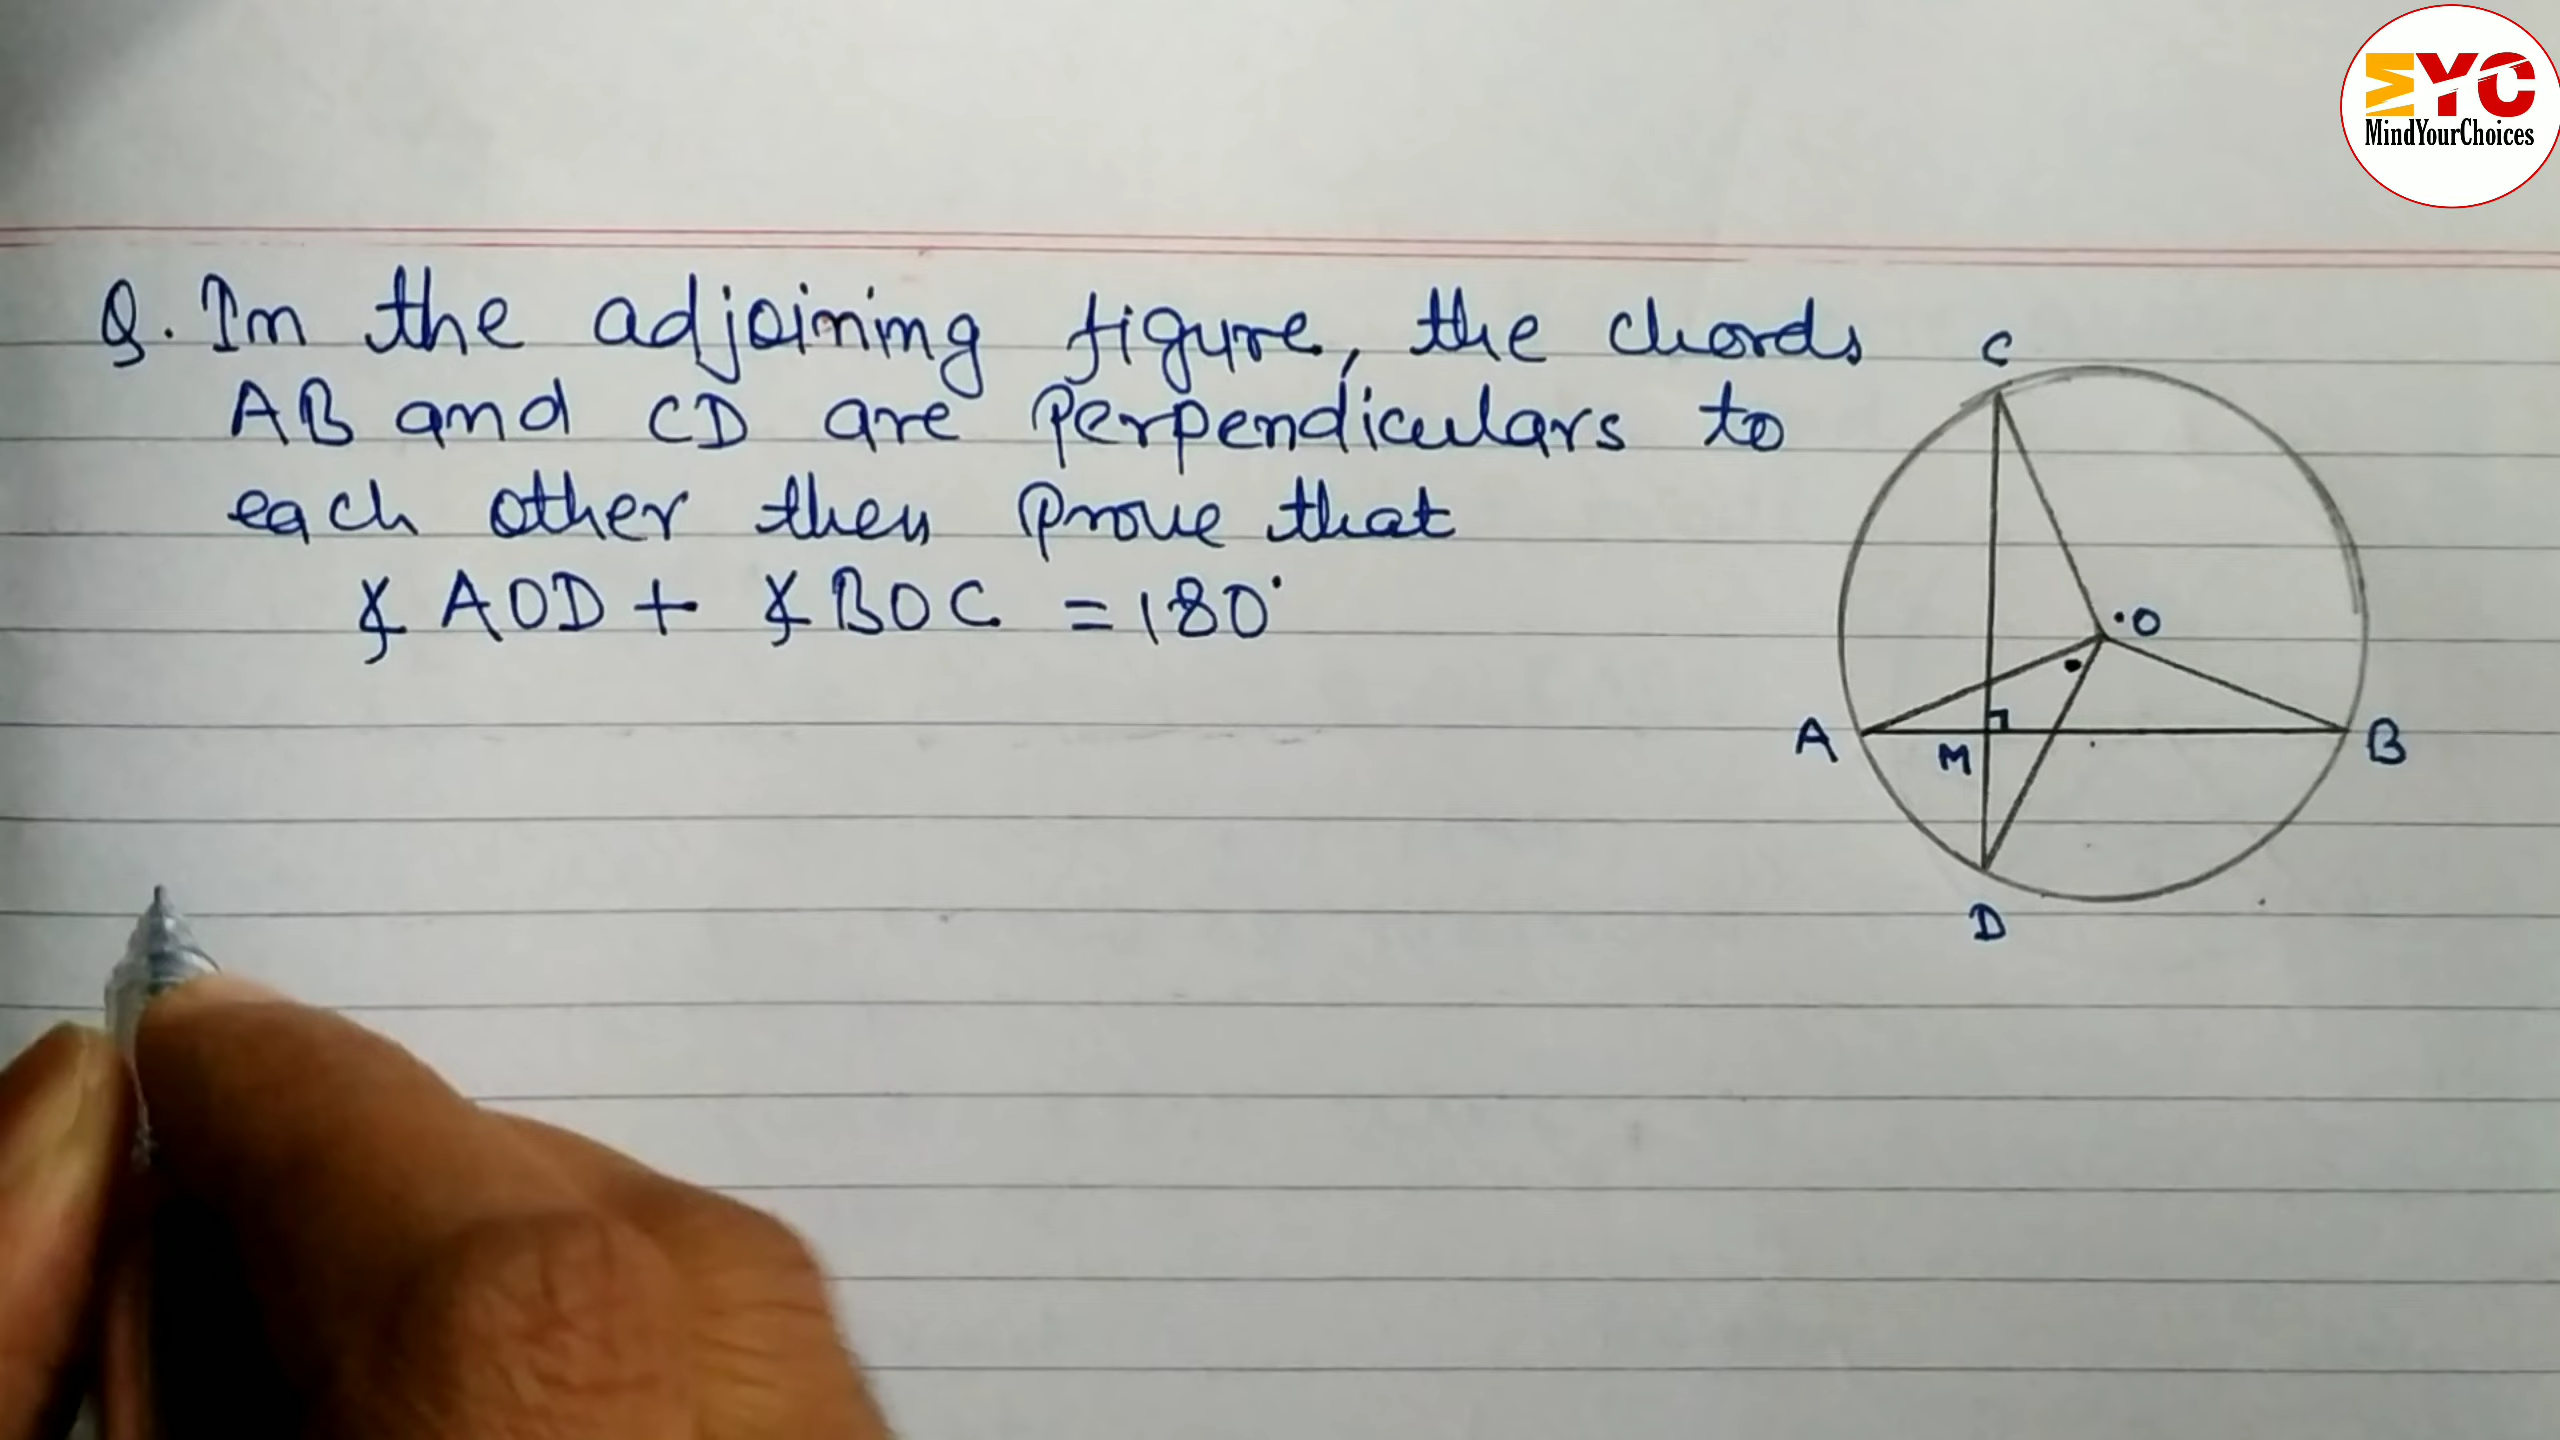 MYC
MindYourChoices
Q. In the adjoining figure, the chords
AB and CD are perpendiculars to
each other then prove that
∡ AOD + ∡ BOC = 180°
C
O
A
M
B
D